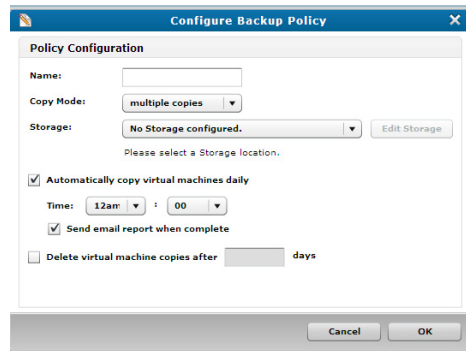 Configure Backup Policy
Policy Configuration
Name:
Copy Mode: multiple copies
Storage: No Storage configured. Edit Storage
Please select a Storage location.
Automatically copy virtual machines daily
Time: 12am : 00
Send email report when complete
Delete virtual machine copies after days
Cancel OK